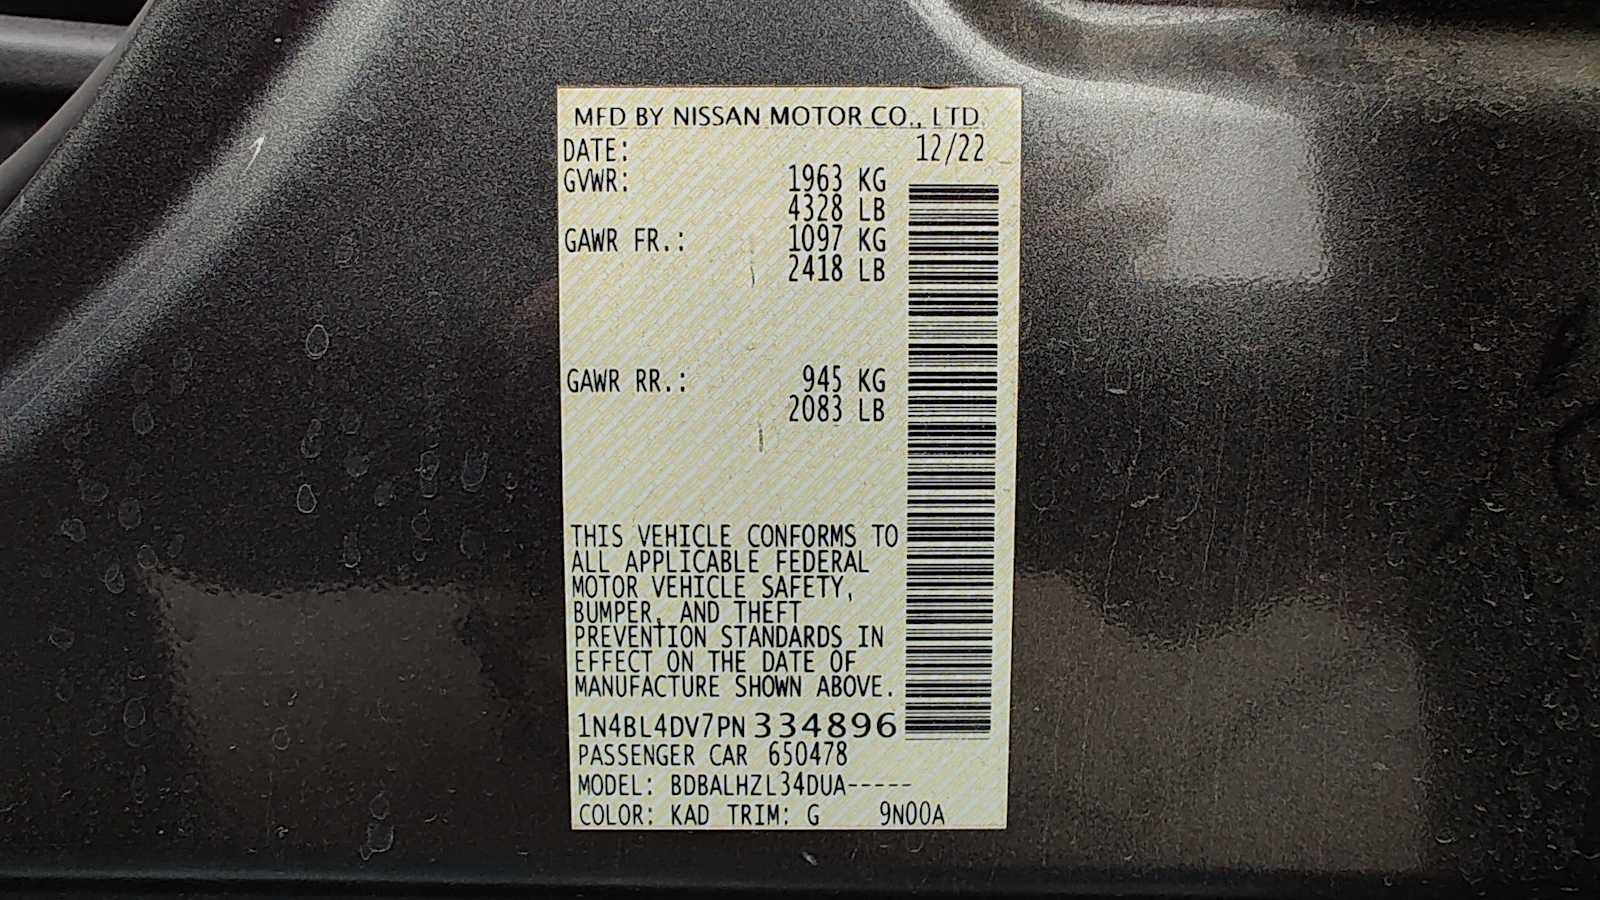 MFD BY NISSAN MOTOR CO., LTD.
DATE: 12/22
GVWR: 1963 KG
4328 LB
GAWR FR.: 1097 KG
2418 LB
GAWR RR.: 945 KG
2083 LB
THIS VEHICLE CONFORMS TO
ALL APPLICABLE FEDERAL
MOTOR VEHICLE SAFETY,
BUMPER, AND THEFT
PREVENTION STANDARDS IN
EFFECT ON THE DATE OF
MANUFACTURE SHOWN ABOVE.
1N4BL4DV7PN334896
PASSENGER CAR 650478
MODEL: BDBALHZL34DUA-----
COLOR: KAD TRIM: G 9N00A